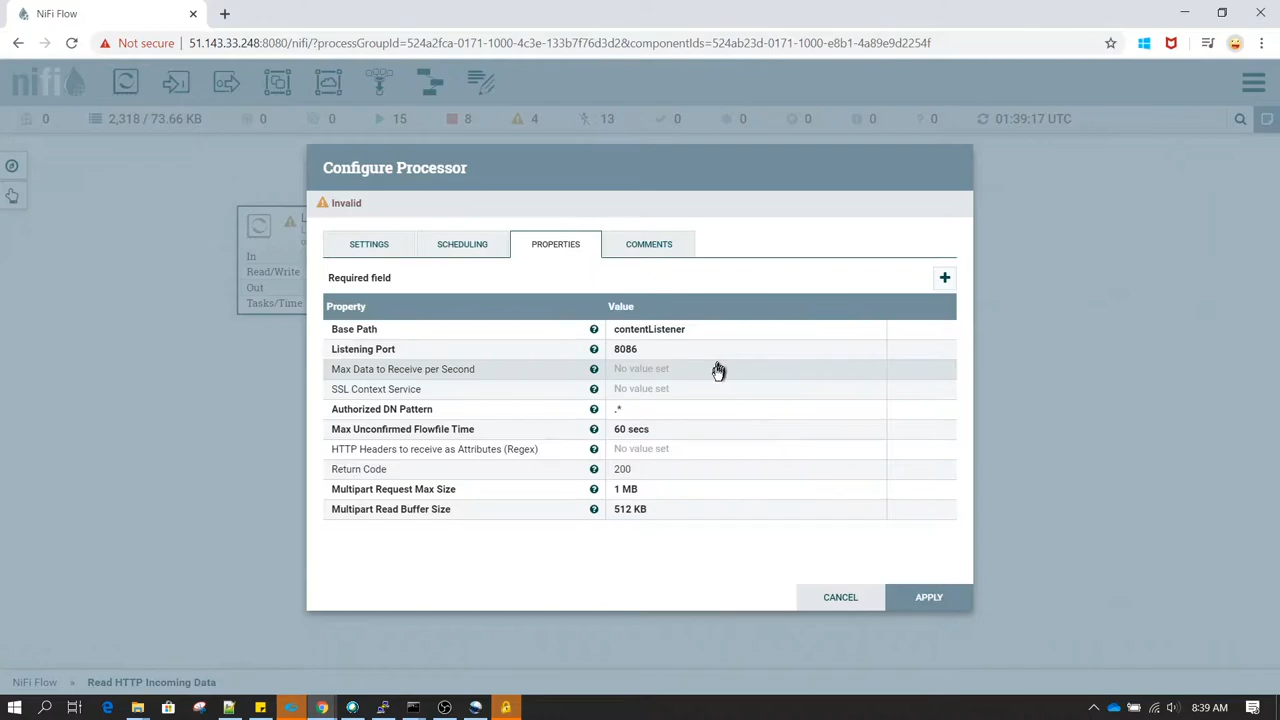 NiFi Flow
Not secure
51.143.33.248:8080/nifi/?processGroupId=524a2fca-0171-1000-4c3e-133b7f76d3d2&componentIds=524ab23d-0171-1000-e8b1-4a89e9d2254f
nifi
0 2,318 / 73.66 KB 0 0 15 8 4 13 0 0 0 0 0 01:39:17 UTC
Configure Processor
Invalid
SETTINGS SCHEDULING PROPERTIES COMMENTS
Required field
Property Value
Base Path contentListener
Listening Port 8086
Max Data to Receive per Second No value set
SSL Context Service No value set
Authorized DN Pattern .*
Max Unconfirmed Flowfile Time 60 secs
HTTP Headers to receive as Attributes (Regex) No value set
Return Code 200
Multipart Request Max Size 1 MB
Multipart Read Buffer Size 512 KB
CANCEL APPLY
In
Read/Write
Out
Tasks/Time
NiFi Flow » Read HTTP Incoming Data
8:39 AM